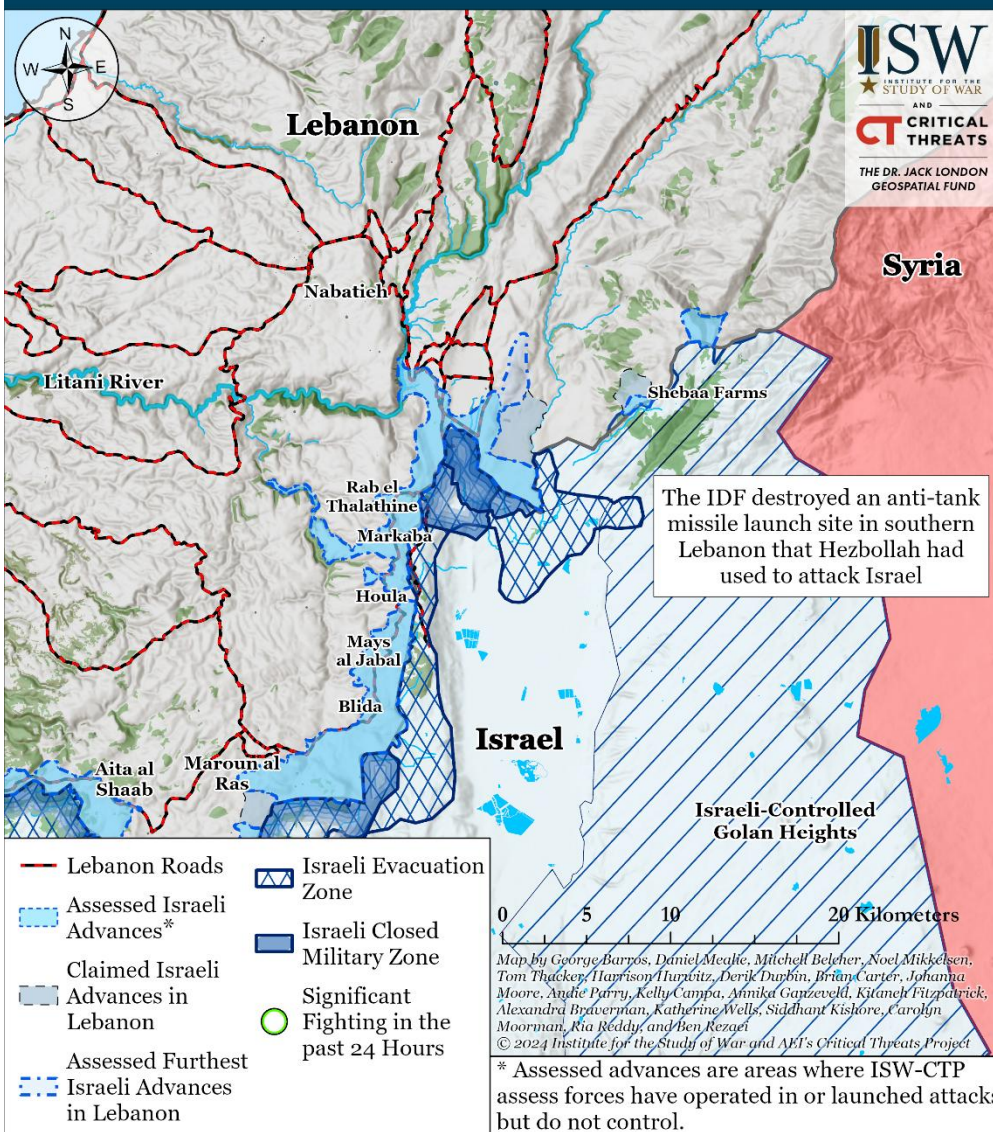 N
W E
S
ISW
INSTITUTE FOR THE
STUDY OF WAR
AND
CT CRITICAL
THREATS
THE DR. JACK LONDON
GEOSPATIAL FUND
Lebanon
Syria
Nabatieh
Litani River
Shebaa Farms
Rab el
Thalathine
Markaba
The IDF destroyed an anti-tank
missile launch site in southern
Lebanon that Hezbollah had
used to attack Israel
Houla
Mays
al Jabal
Blida
Israel
Aita al
Shaab
Maroun al
Ras
Israeli-Controlled
Golan Heights
Lebanon Roads
Assessed Israeli
Advances*
Claimed Israeli
Advances in
Lebanon
Assessed Furthest
Israeli Advances
in Lebanon
Israeli Evacuation
Zone
Israeli Closed
Military Zone
Significant
Fighting in the
past 24 Hours
0 5 10 20 Kilometers
Map by George Barros, Daniel Mealie, Mitchell Belcher, Noel Mikkelsen,
Tom Thacker, Harrison Hurwitz, Derik Durbin, Brian Carter, Johanna
Moore, Andie Parry, Kelly Campa, Annika Ganzeveld, Kitaneh Fitzpatrick,
Alexandra Braverman, Katherine Wells, Siddhant Kishore, Carolyn
Moorman, Ria Reddy, and Ben Rezaei
© 2024 Institute for the Study of War and AEI's Critical Threats Project
* Assessed advances are areas where ISW-CTP
assess forces have operated in or launched attacks
but do not control.